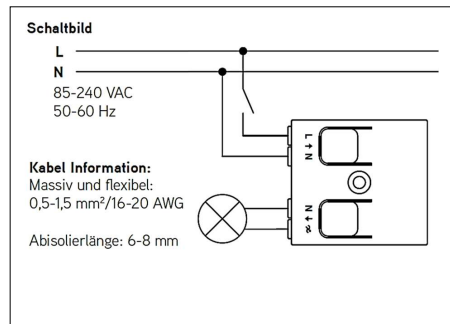 Schaltbild
L
N
85-240 VAC
50-60 Hz
L ↑ N
Kabel Information:
Massiv und flexibel:
0,5-1,5 mm²/16-20 AWG
N ↑
Abisolierlänge: 6-8 mm